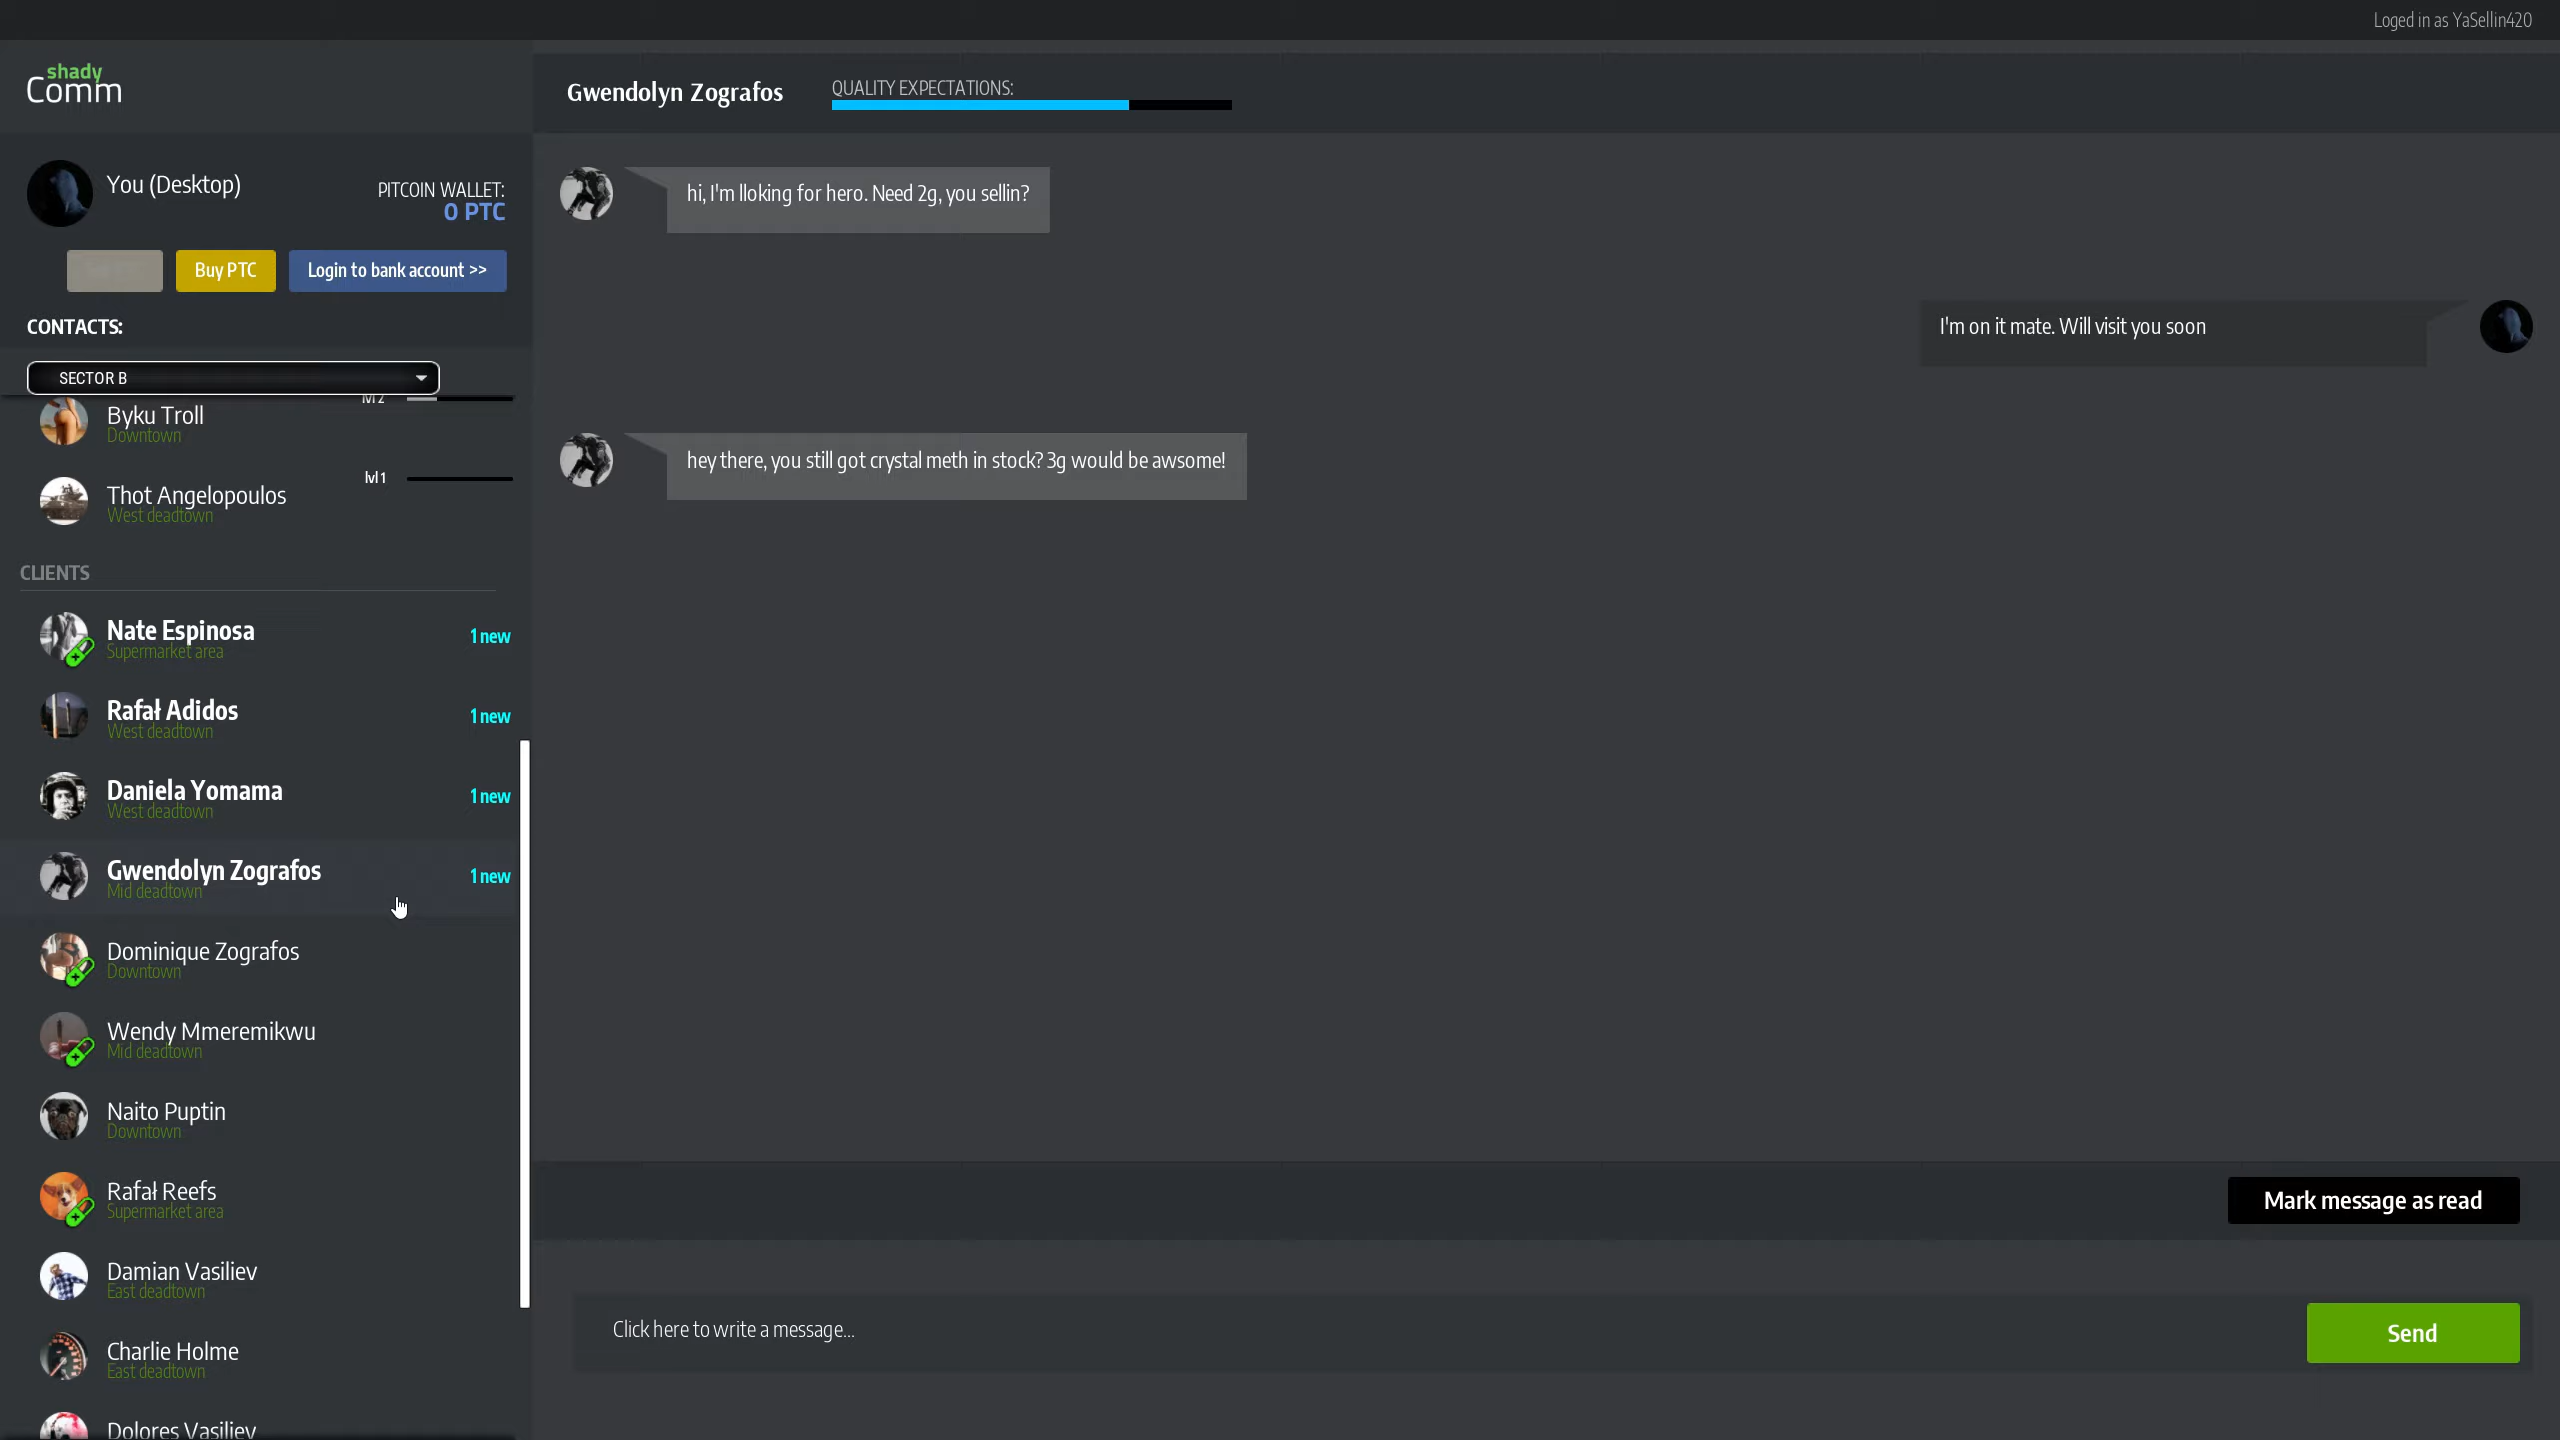 Loged in as YaSellin420
shady
Comm
You (Desktop)
PITCOIN WALLET:
0 PTC
Buy PTC
Login to bank account >>
CONTACTS:
SECTOR B
lvl 2
Byku Troll
Downtown
lvl 1
Thot Angelopoulos
West deadtown
CLIENTS
Nate Espinosa
1 new
Supermarket area
Rafał Adidos
1 new
West deadtown
Daniela Yomama
1 new
West deadtown
Gwendolyn Zografos
1 new
Mid deadtown
Dominique Zografos
Downtown
Wendy Mmeremikwu
Mid deadtown
Naito Puptin
Downtown
Rafał Reefs
Supermarket area
Damian Vasiliev
East deadtown
Charlie Holme
East deadtown
Dolores Vasiliev
Gwendolyn Zografos
QUALITY EXPECTATIONS:
hi, I'm lloking for hero. Need 2g, you sellin?
I'm on it mate. Will visit you soon
hey there, you still got crystal meth in stock? 3g would be awsome!
Mark message as read
Click here to write a message...
Send